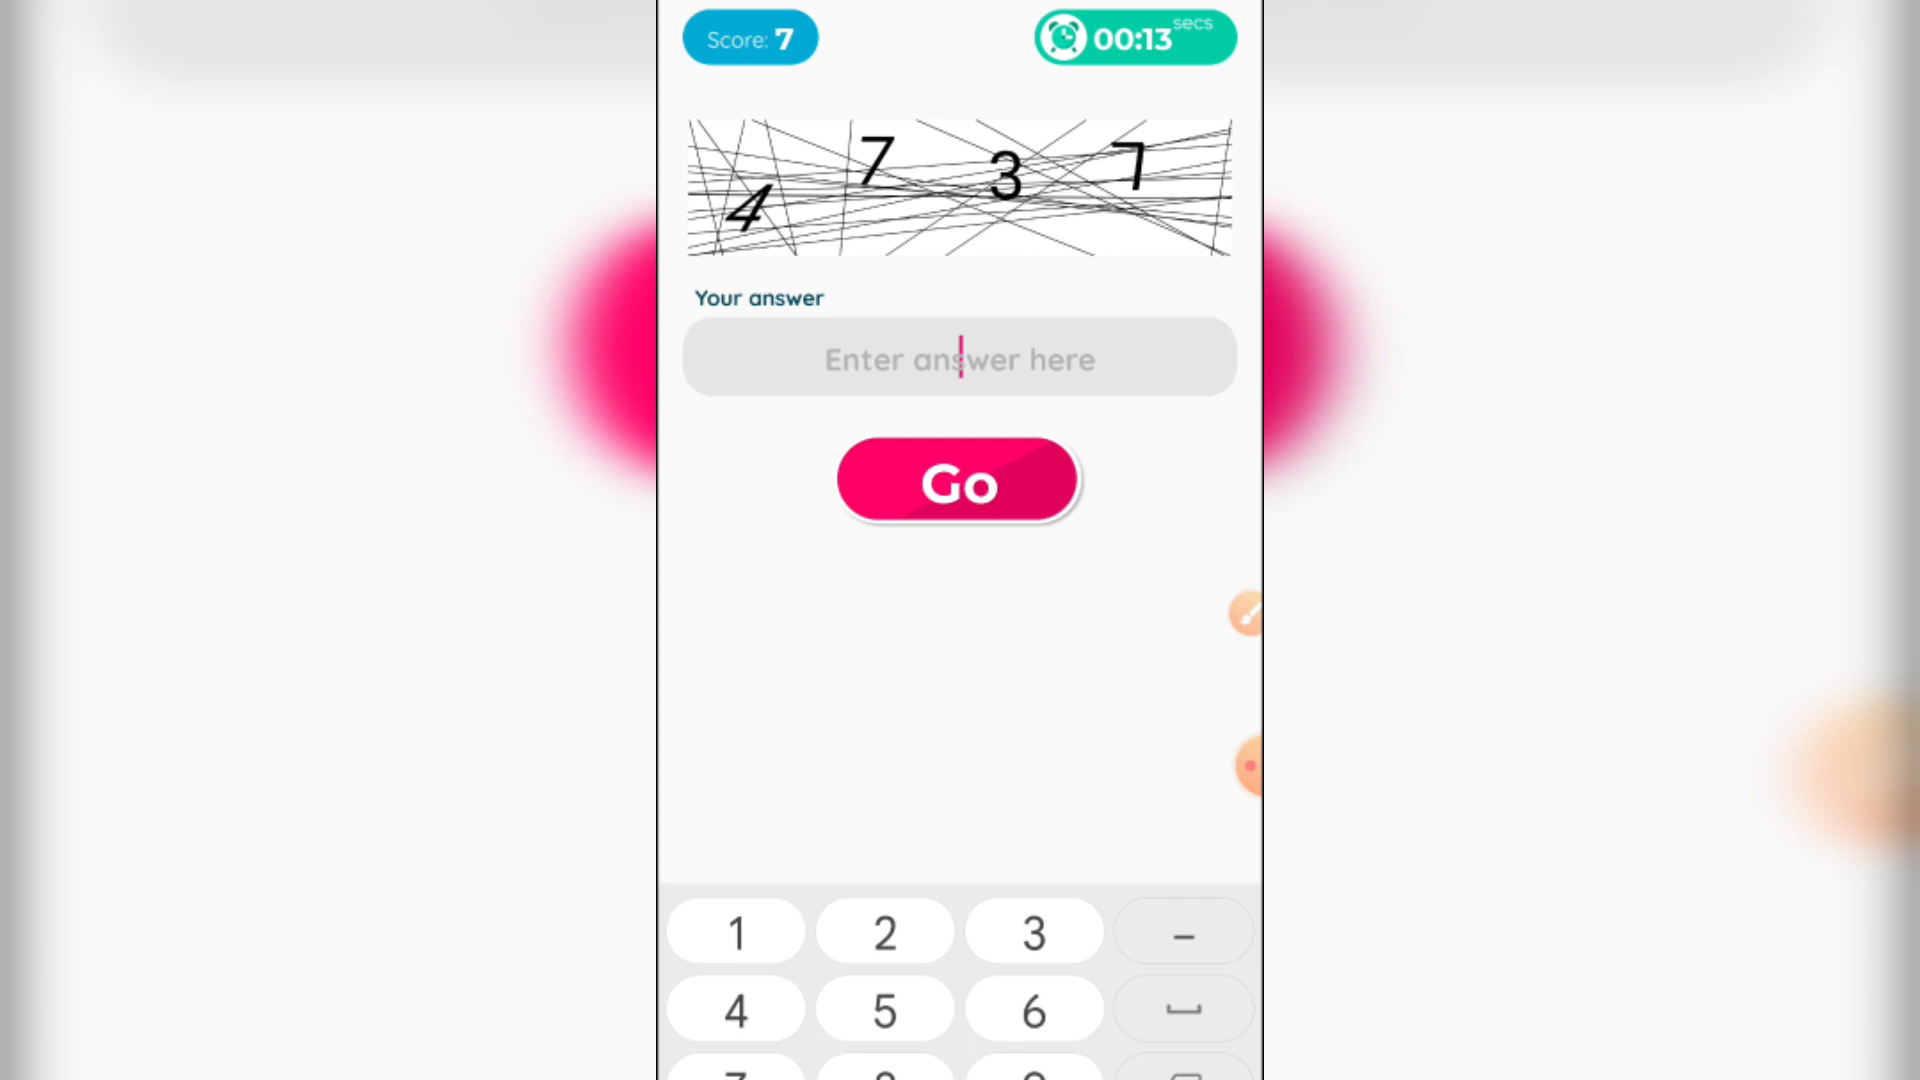 Score: 7
00:13 secs
4 7 3 7
Your answer
Enter answer here
Go
1 2 3 –
4 5 6